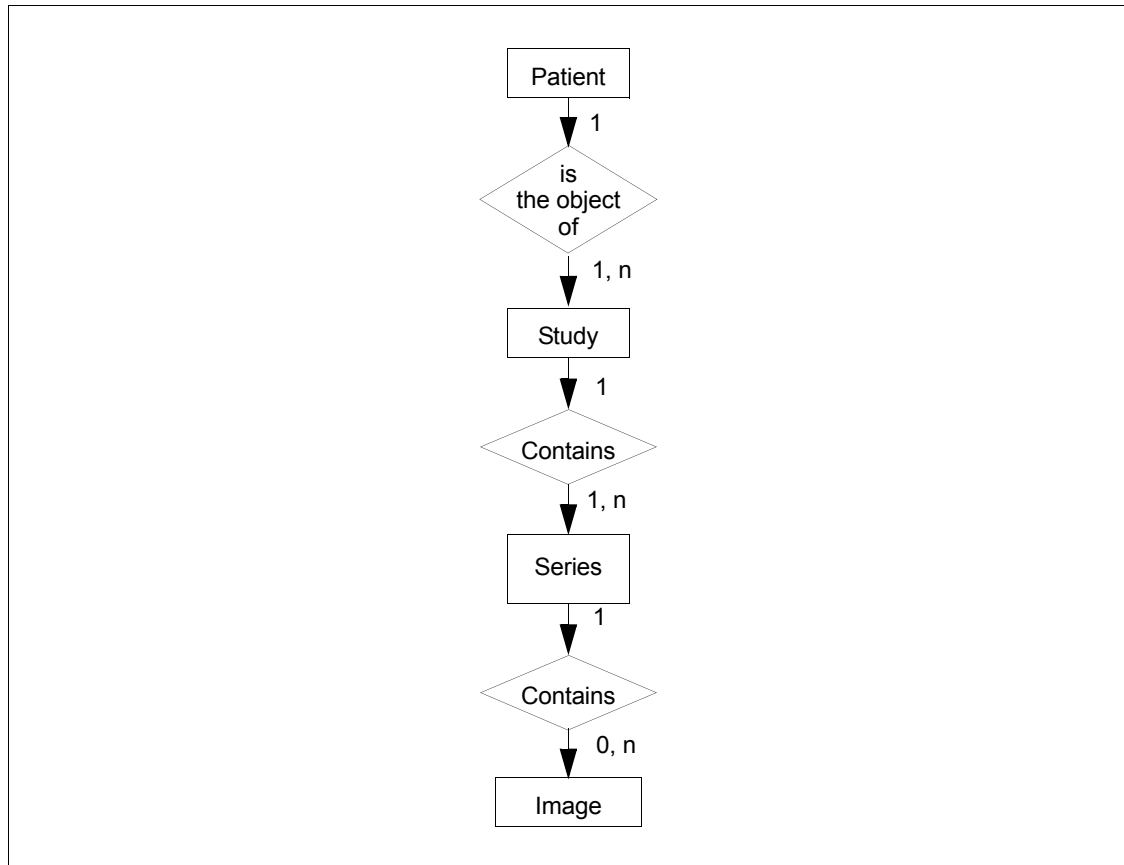 Patient
1
is
the object
of
1, n
Study
1
Contains
1, n
Series
1
Contains
0, n
Image